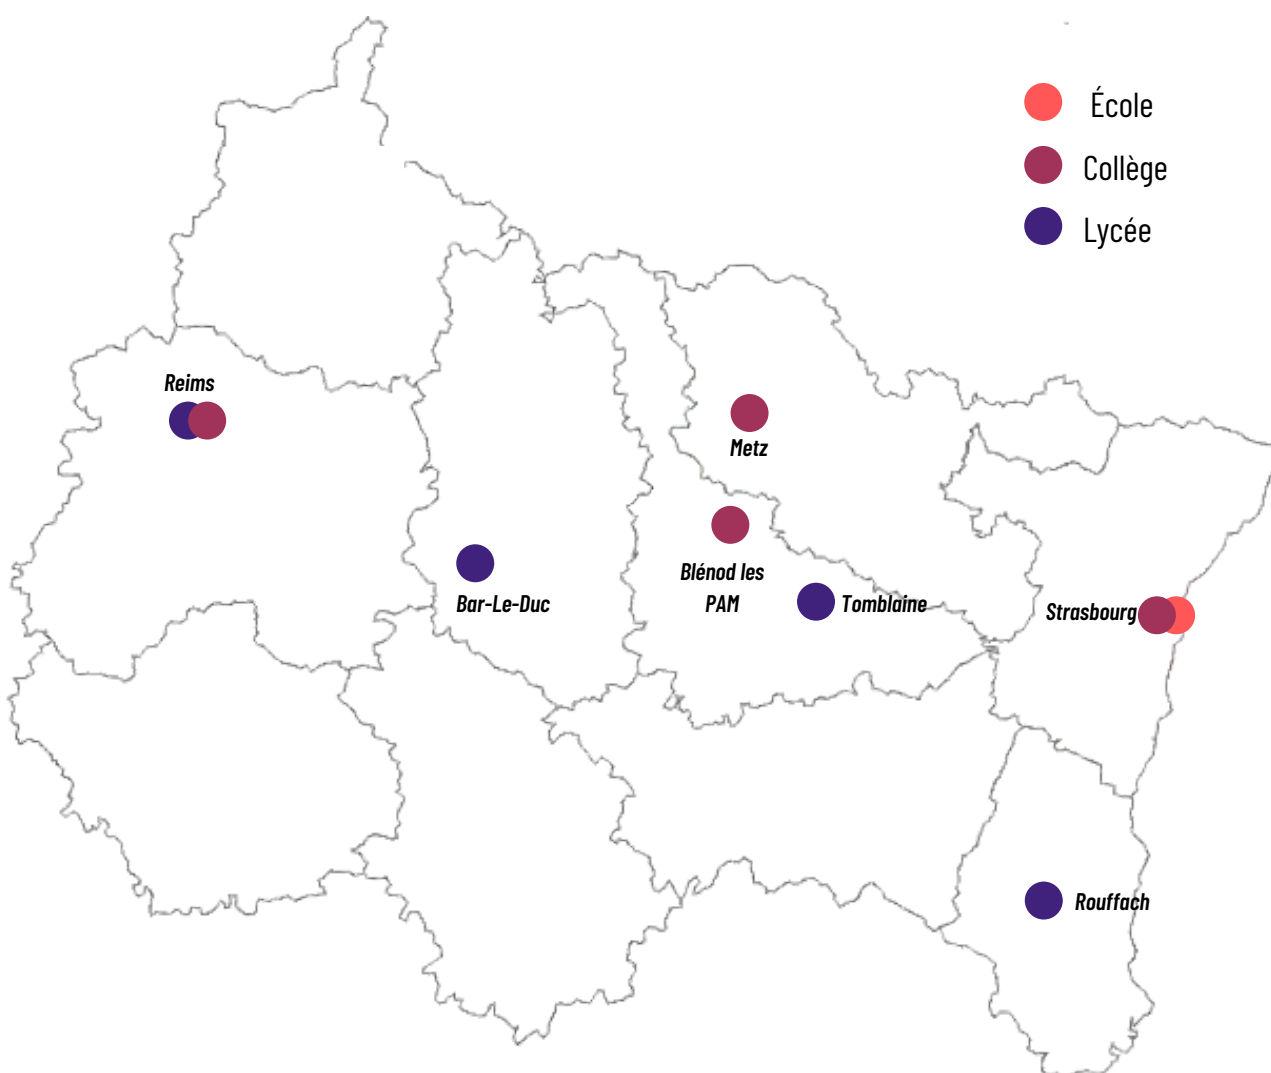 École
Collège
Lycée
Reims
Metz
Blénod les
PAM
Bar-Le-Duc
Tomblaine
Strasbourg
Rouffach